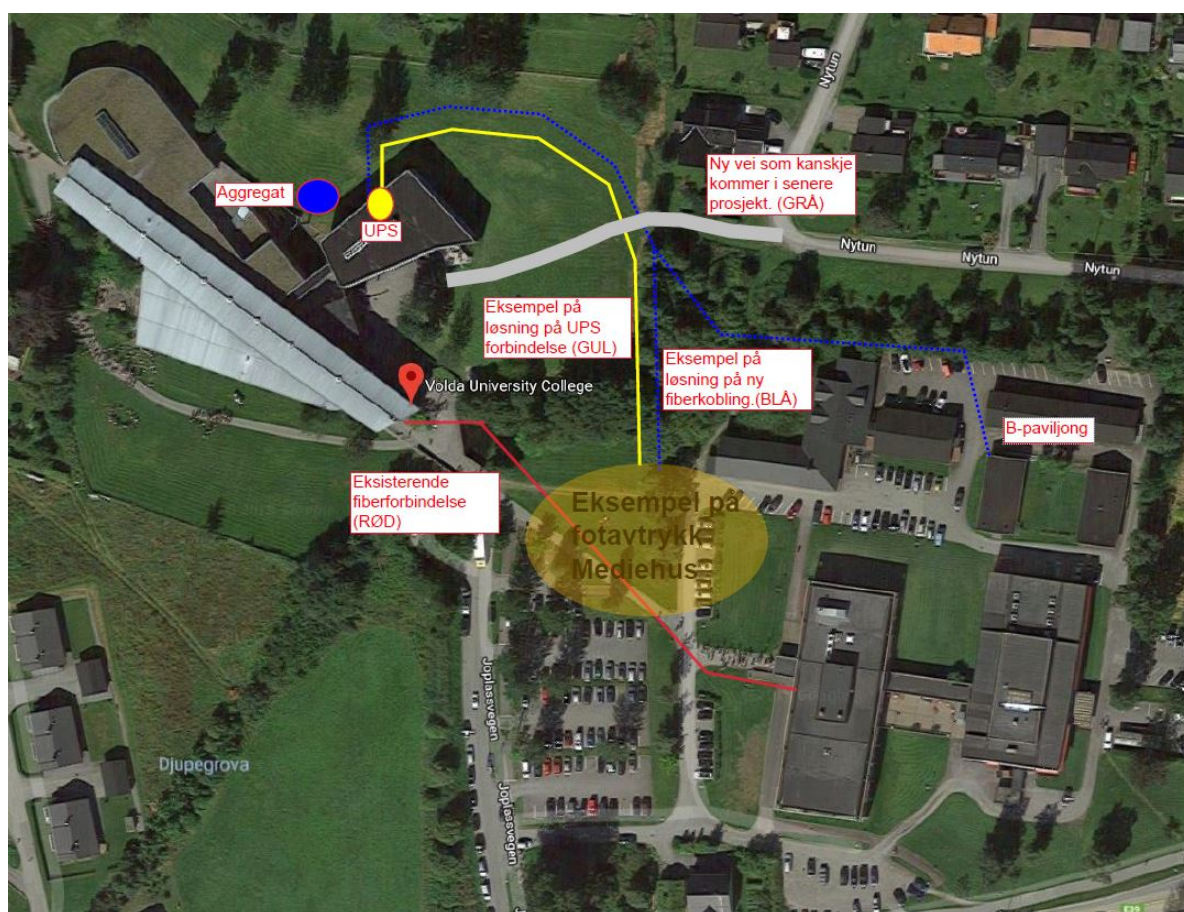 Nytun
Ny vei som kanskje
kommer i senere
prosjekt. (GRÅ)
Aggregat
UPS
Nytun
Nytun
Nytun
Eksempel på
løsning på UPS
forbindelse (GUL)
Eksempel på
løsning på ny
fiberkobling.(BLÅ)
Volda University College
B-paviljong
Eksisterende
fiberforbindelse
(RØD)
Eksempel på
fotavtrykk
Mediehus
Joplassvegen
Djupegrova
Joplassvegen
E39